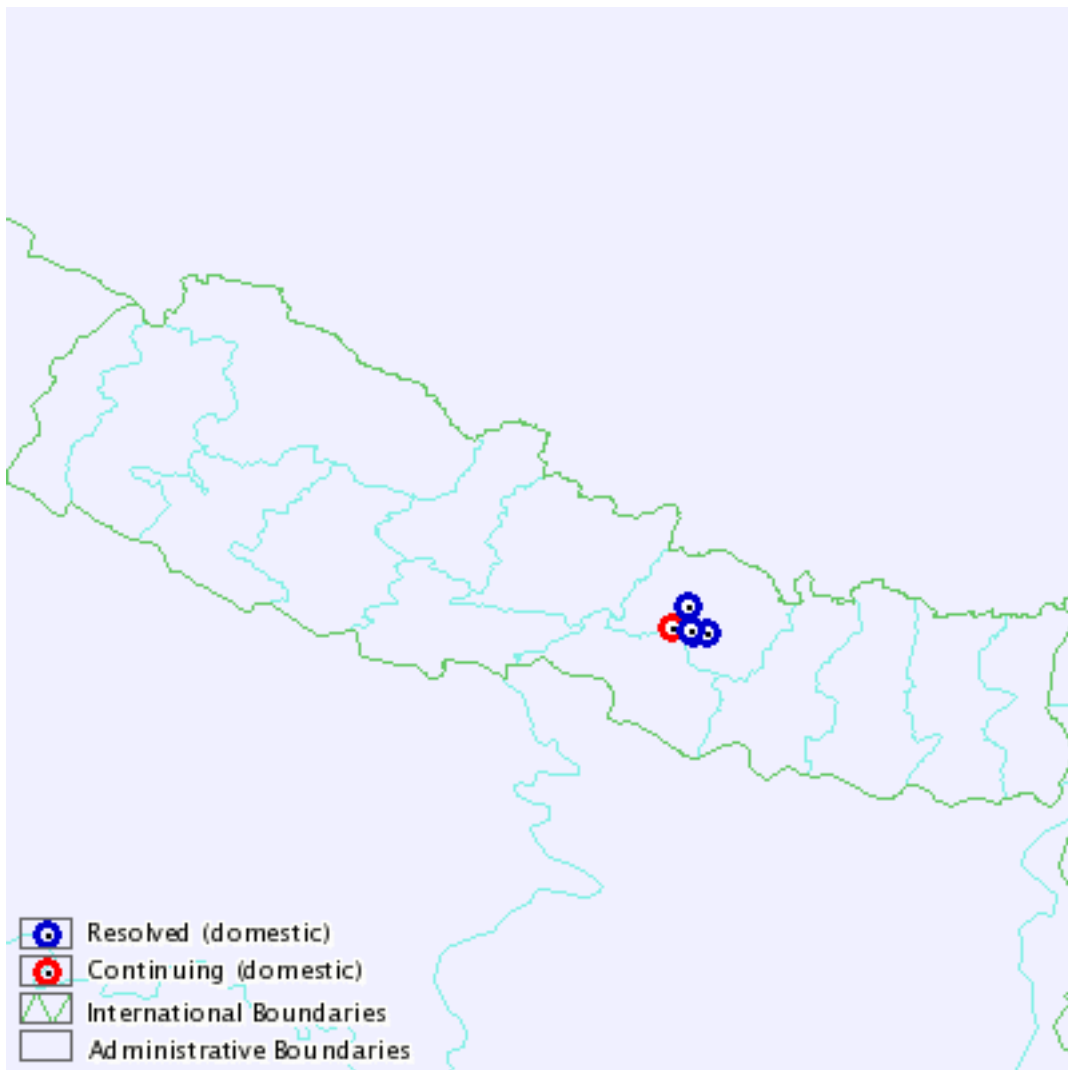 Resolved (domestic)
Continuing (domestic)
International Boundaries
Administrative Boundaries